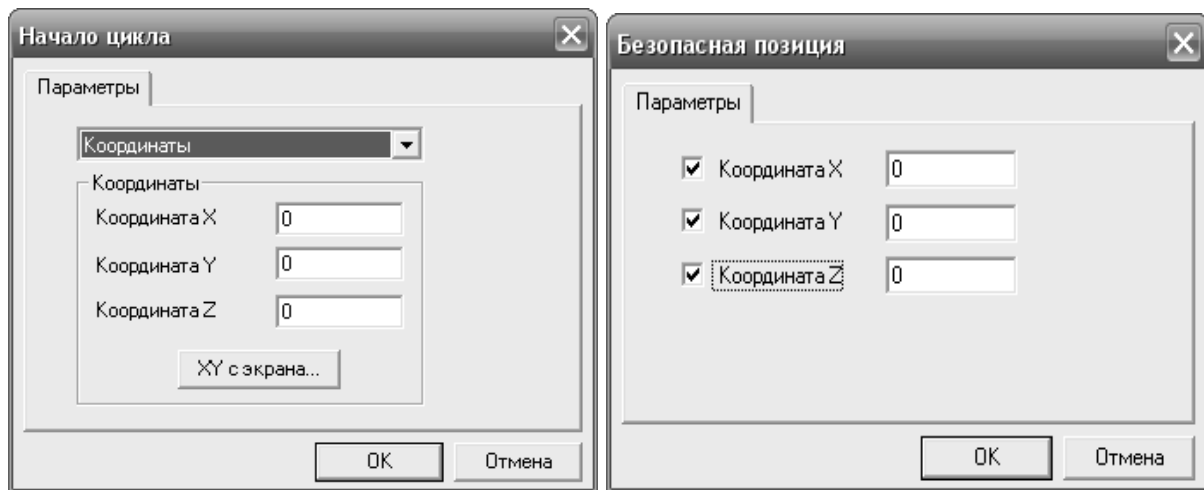 Начало цикла
Параметры
Координаты
Координаты
Координата X
0
Координата Y
0
Координата Z
0
XY с экрана...
OK
Отмена
Безопасная позиция
Параметры
Координата X
0
Координата Y
0
Координата Z
0
OK
Отмена